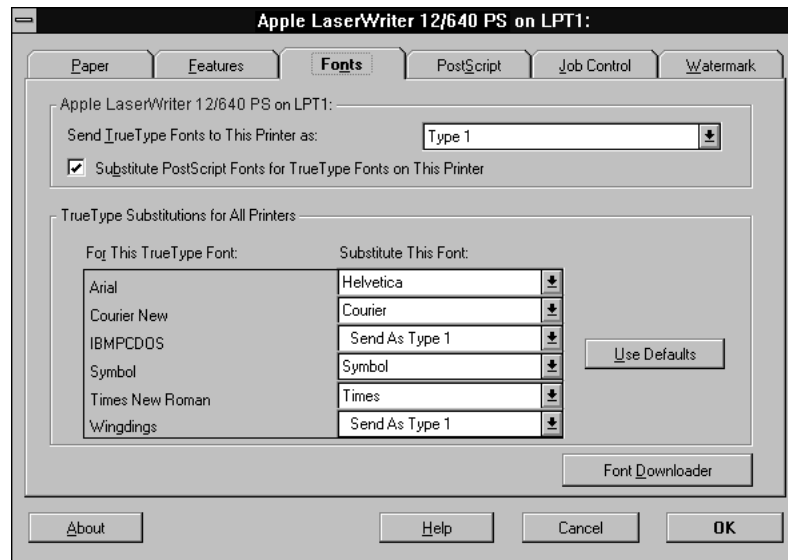 Apple LaserWriter 12/640 PS on LPT1:
Paper Features Fonts PostScript Job Control Watermark
Apple LaserWriter 12/640 PS on LPT1:
Send TrueType Fonts to This Printer as: Type 1
Substitute PostScript Fonts for TrueType Fonts on This Printer
TrueType Substitutions for All Printers
For This TrueType Font: Substitute This Font:
Arial Helvetica
Courier New Courier
IBMPCDOS Send As Type 1
Use Defaults
Symbol Symbol
Times New Roman Times
Wingdings Send As Type 1
Font Downloader
About Help Cancel OK